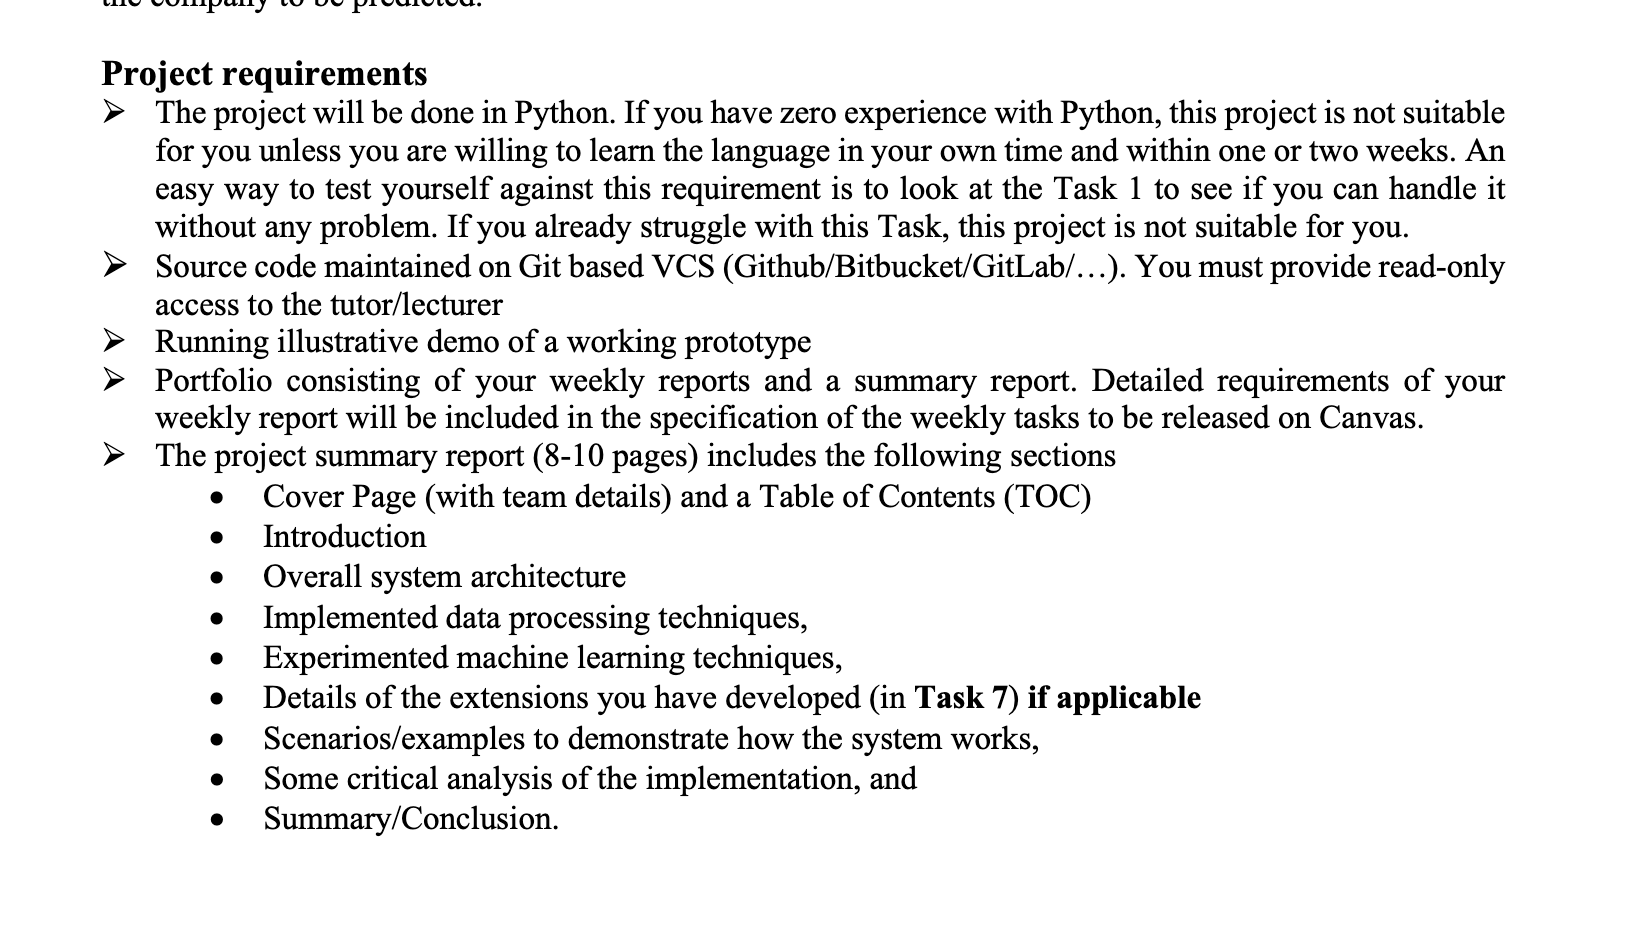 the company to be predicted.
Project requirements
➢ The project will be done in Python. If you have zero experience with Python, this project is not suitable
for you unless you are willing to learn the language in your own time and within one or two weeks. An
easy way to test yourself against this requirement is to look at the Task 1 to see if you can handle it
without any problem. If you already struggle with this Task, this project is not suitable for you.
➢ Source code maintained on Git based VCS (Github/Bitbucket/GitLab/…). You must provide read-only
access to the tutor/lecturer
➢ Running illustrative demo of a working prototype
➢ Portfolio consisting of your weekly reports and a summary report. Detailed requirements of your
weekly report will be included in the specification of the weekly tasks to be released on Canvas.
➢ The project summary report (8-10 pages) includes the following sections
• Cover Page (with team details) and a Table of Contents (TOC)
• Introduction
• Overall system architecture
• Implemented data processing techniques,
• Experimented machine learning techniques,
• Details of the extensions you have developed (in Task 7) if applicable
• Scenarios/examples to demonstrate how the system works,
• Some critical analysis of the implementation, and
• Summary/Conclusion.